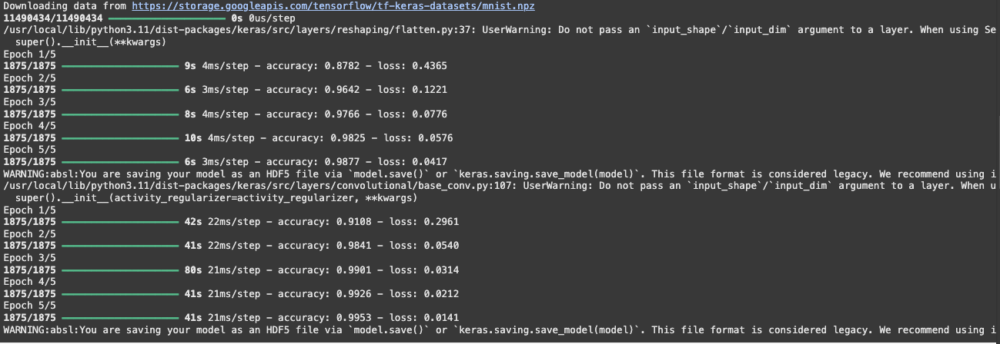 Downloading data from https://storage.googleapis.com/tensorflow/tf-keras-datasets/mnist.npz
11490434/11490434 ━━━━━━━━━━━━━━━━━━━━ 0s 0us/step
/usr/local/lib/python3.11/dist-packages/keras/src/layers/reshaping/flatten.py:37: UserWarning: Do not pass an `input_shape`/`input_dim` argument to a layer. When using Se
  super().__init__(**kwargs)
Epoch 1/5
1875/1875 ━━━━━━━━━━━━━━━━━━━━ 9s 4ms/step - accuracy: 0.8782 - loss: 0.4365
Epoch 2/5
1875/1875 ━━━━━━━━━━━━━━━━━━━━ 6s 3ms/step - accuracy: 0.9642 - loss: 0.1221
Epoch 3/5
1875/1875 ━━━━━━━━━━━━━━━━━━━━ 8s 4ms/step - accuracy: 0.9766 - loss: 0.0776
Epoch 4/5
1875/1875 ━━━━━━━━━━━━━━━━━━━━ 10s 4ms/step - accuracy: 0.9825 - loss: 0.0576
Epoch 5/5
1875/1875 ━━━━━━━━━━━━━━━━━━━━ 6s 3ms/step - accuracy: 0.9877 - loss: 0.0417
WARNING:absl:You are saving your model as an HDF5 file via `model.save()` or `keras.saving.save_model(model)`. This file format is considered legacy. We recommend using i
/usr/local/lib/python3.11/dist-packages/keras/src/layers/convolutional/base_conv.py:107: UserWarning: Do not pass an `input_shape`/`input_dim` argument to a layer. When u
  super().__init__(activity_regularizer=activity_regularizer, **kwargs)
Epoch 1/5
1875/1875 ━━━━━━━━━━━━━━━━━━━━ 42s 22ms/step - accuracy: 0.9108 - loss: 0.2961
Epoch 2/5
1875/1875 ━━━━━━━━━━━━━━━━━━━━ 41s 22ms/step - accuracy: 0.9841 - loss: 0.0540
Epoch 3/5
1875/1875 ━━━━━━━━━━━━━━━━━━━━ 80s 21ms/step - accuracy: 0.9901 - loss: 0.0314
Epoch 4/5
1875/1875 ━━━━━━━━━━━━━━━━━━━━ 41s 21ms/step - accuracy: 0.9926 - loss: 0.0212
Epoch 5/5
1875/1875 ━━━━━━━━━━━━━━━━━━━━ 41s 21ms/step - accuracy: 0.9953 - loss: 0.0141
WARNING:absl:You are saving your model as an HDF5 file via `model.save()` or `keras.saving.save_model(model)`. This file format is considered legacy. We recommend using i